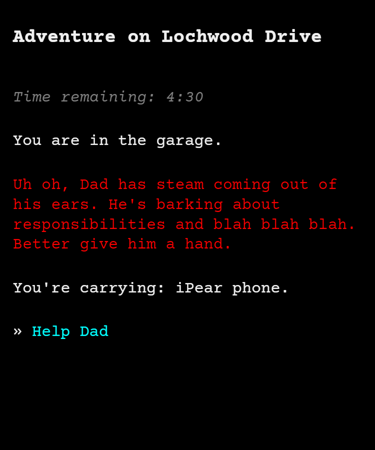 Adventure on Lochwood Drive
Time remaining: 4:30
You are in the garage.
Uh oh, Dad has steam coming out of
his ears. He's barking about
responsibilities and blah blah blah.
Better give him a hand.
You're carrying: iPear phone.
» Help Dad